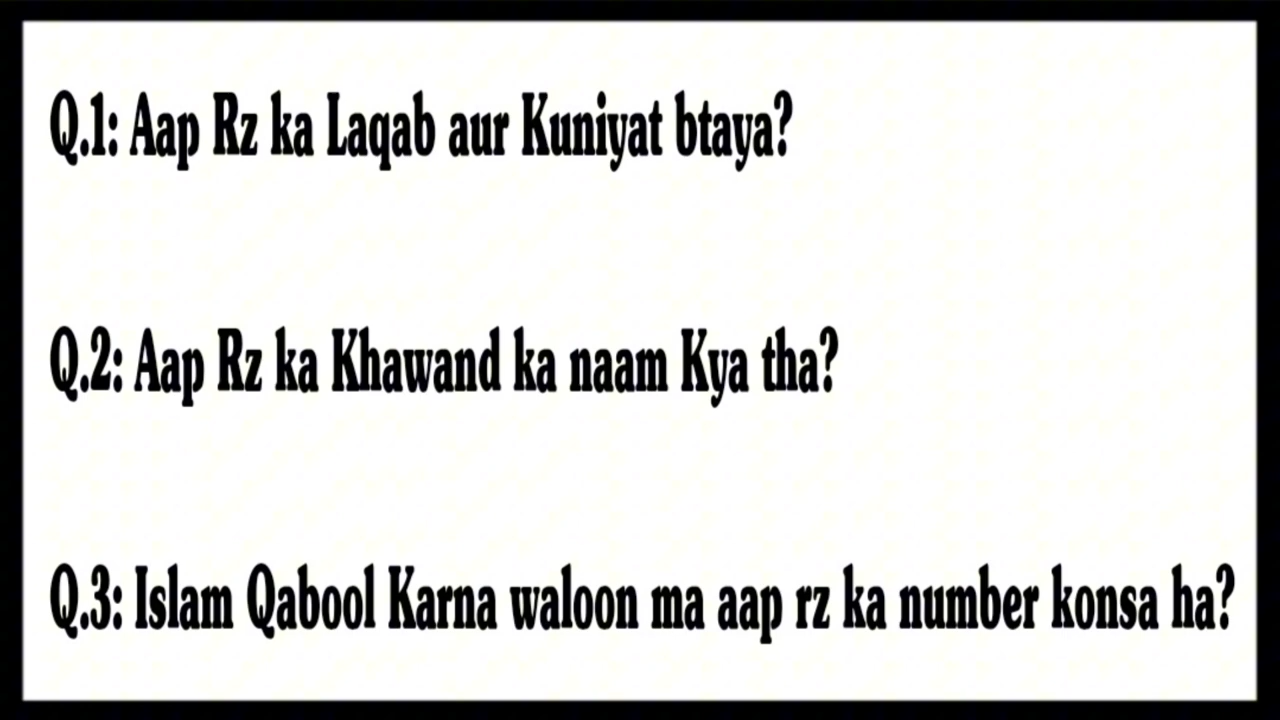 Q.1: Aap Rz ka Laqab aur Kuniyat btaya?
Q.2: Aap Rz ka Khawand ka naam Kya tha?
Q.3: Islam Qabool Karna waloon ma aap rz ka number konsa ha?